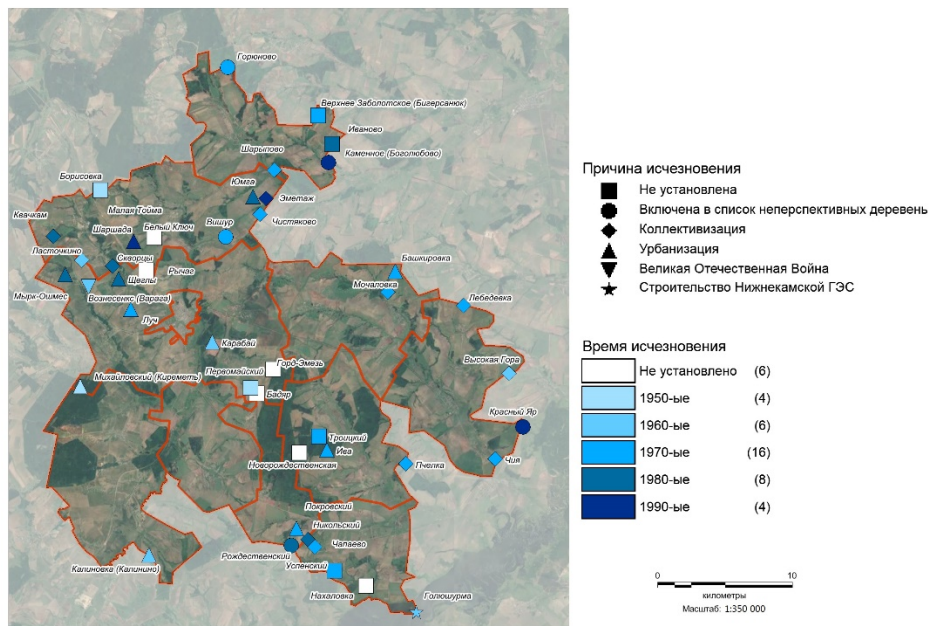 Горюново
Верхнее Заболотское (Бигерсанюк)
Иваново
Каменное (Боголюбово)
Шарыпово
Борисовка
Юмга
Эметаж
Малая Тойма
Квачкам
Белый Ключ
Чистяково
Шаршада
Вишур
Ласточкино
Скворцы
Башкировка
Рычаг
Щеглы
Мочаловка
Мырк-Ошмес
Вознесенкс (Варага)
Лебедевка
Луч
Карабай
Высокая Гора
Горд-Эмезь
Первомайский
Михайловский (Киреметь)
Бадяр
Красный Яр
Троицкий
Ива
Новорождественская
Пчелка
Чия
Покровский
Никольский
Чапаево
Рождественский
Калиновка (Калинино)
Успенский
Нахаловка
Голюшурма
Причина исчезновения
Не установлена
Включена в список неперспективных деревень
Коллективизация
Урбанизация
Великая Отечественная Война
Строительство Нижнекамской ГЭС
Время исчезновения
Не установлено (6)
1950-ые (4)
1960-ые (6)
1970-ые (16)
1980-ые (8)
1990-ые (4)
0 10
километры
Масштаб: 1:350 000